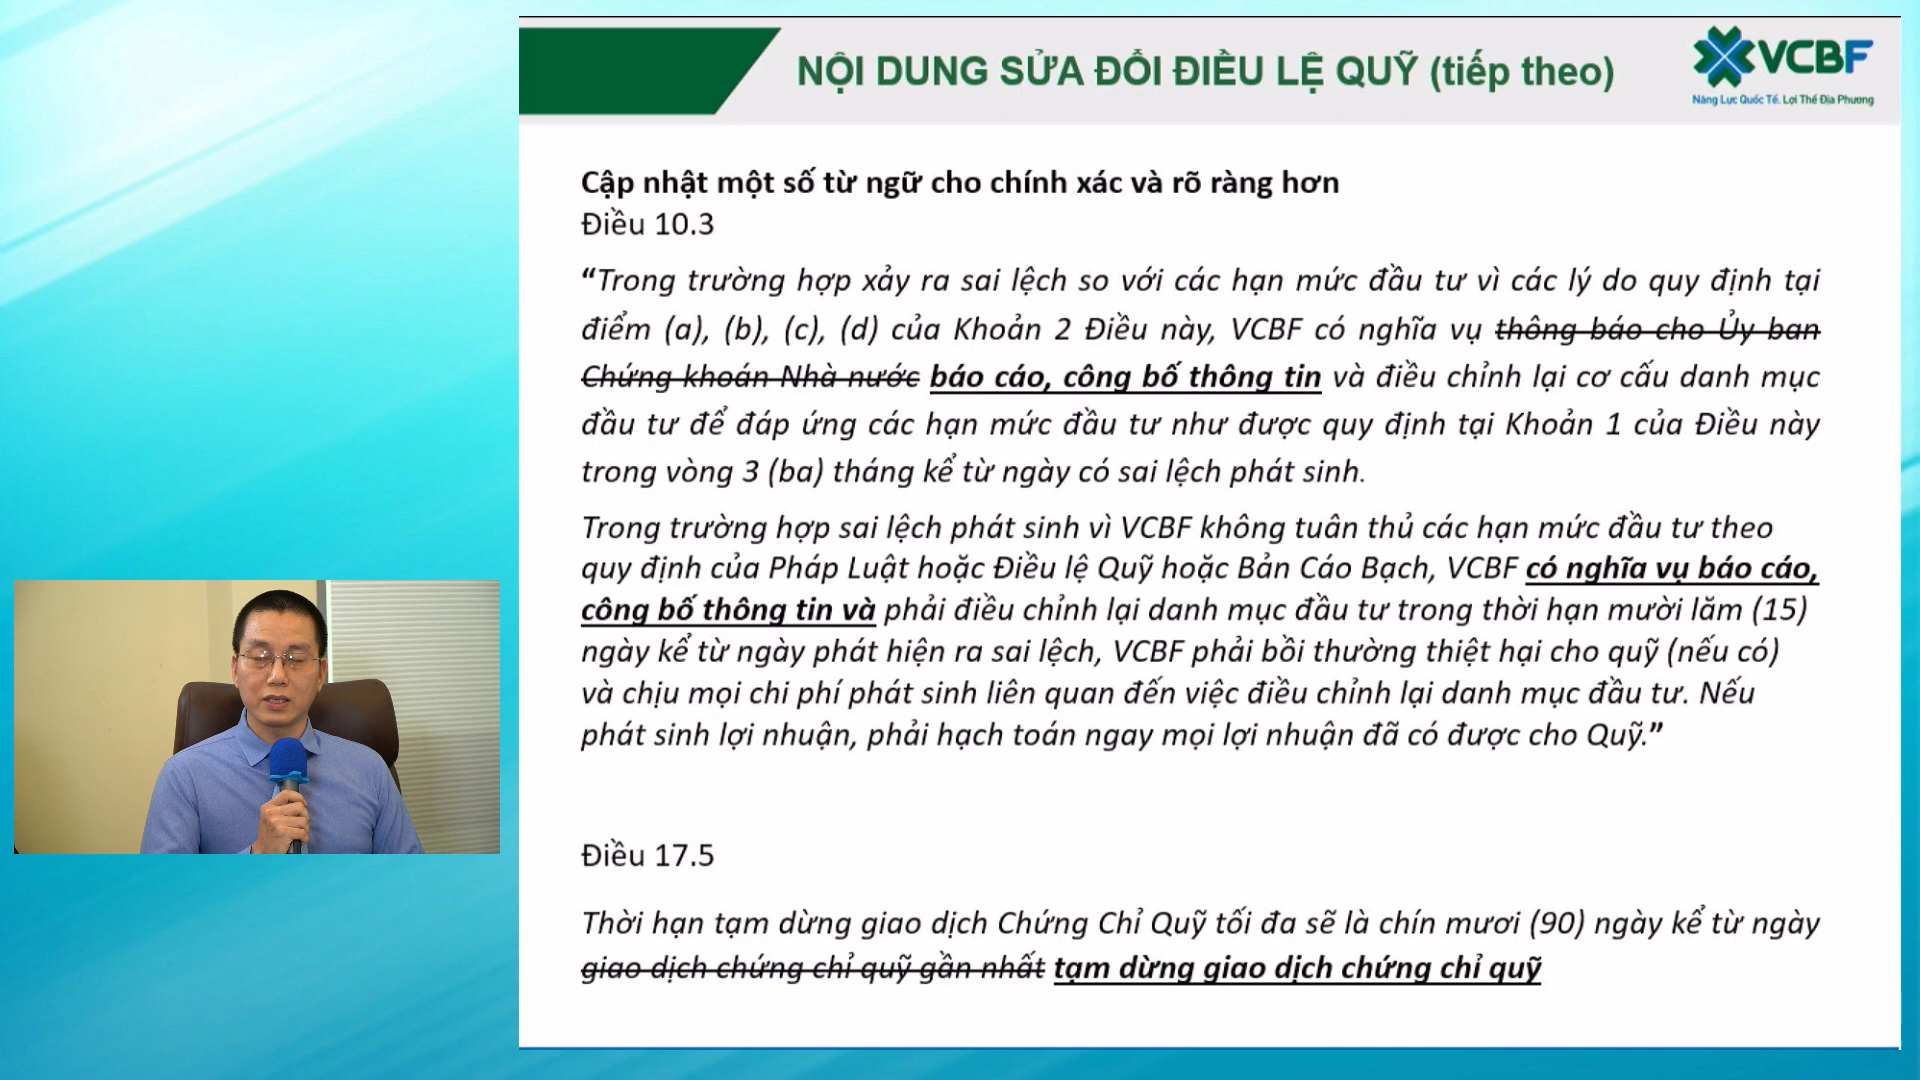 NỘI DUNG SỬA ĐỔI ĐIỀU LỆ QUỸ (tiếp theo)
VCBF
Năng Lực Quốc Tế. Lợi Thế Địa Phương
Cập nhật một số từ ngữ cho chính xác và rõ ràng hơn
Điều 10.3
“Trong trường hợp xảy ra sai lệch so với các hạn mức đầu tư vì các lý do quy định tại
điểm (a), (b), (c), (d) của Khoản 2 Điều này, VCBF có nghĩa vụ thông báo cho Ủy ban
Chứng khoán Nhà nước báo cáo, công bố thông tin và điều chỉnh lại cơ cấu danh mục
đầu tư để đáp ứng các hạn mức đầu tư như được quy định tại Khoản 1 của Điều này
trong vòng 3 (ba) tháng kể từ ngày có sai lệch phát sinh.
Trong trường hợp sai lệch phát sinh vì VCBF không tuân thủ các hạn mức đầu tư theo
quy định của Pháp Luật hoặc Điều lệ Quỹ hoặc Bản Cáo Bạch, VCBF có nghĩa vụ báo cáo,
công bố thông tin và phải điều chỉnh lại danh mục đầu tư trong thời hạn mười lăm (15)
ngày kể từ ngày phát hiện ra sai lệch, VCBF phải bồi thường thiệt hại cho quỹ (nếu có)
và chịu mọi chi phí phát sinh liên quan đến việc điều chỉnh lại danh mục đầu tư. Nếu
phát sinh lợi nhuận, phải hạch toán ngay mọi lợi nhuận đã có được cho Quỹ.”
Điều 17.5
Thời hạn tạm dừng giao dịch Chứng Chỉ Quỹ tối đa sẽ là chín mươi (90) ngày kể từ ngày
giao dịch chứng chỉ quỹ gần nhất tạm dừng giao dịch chứng chỉ quỹ